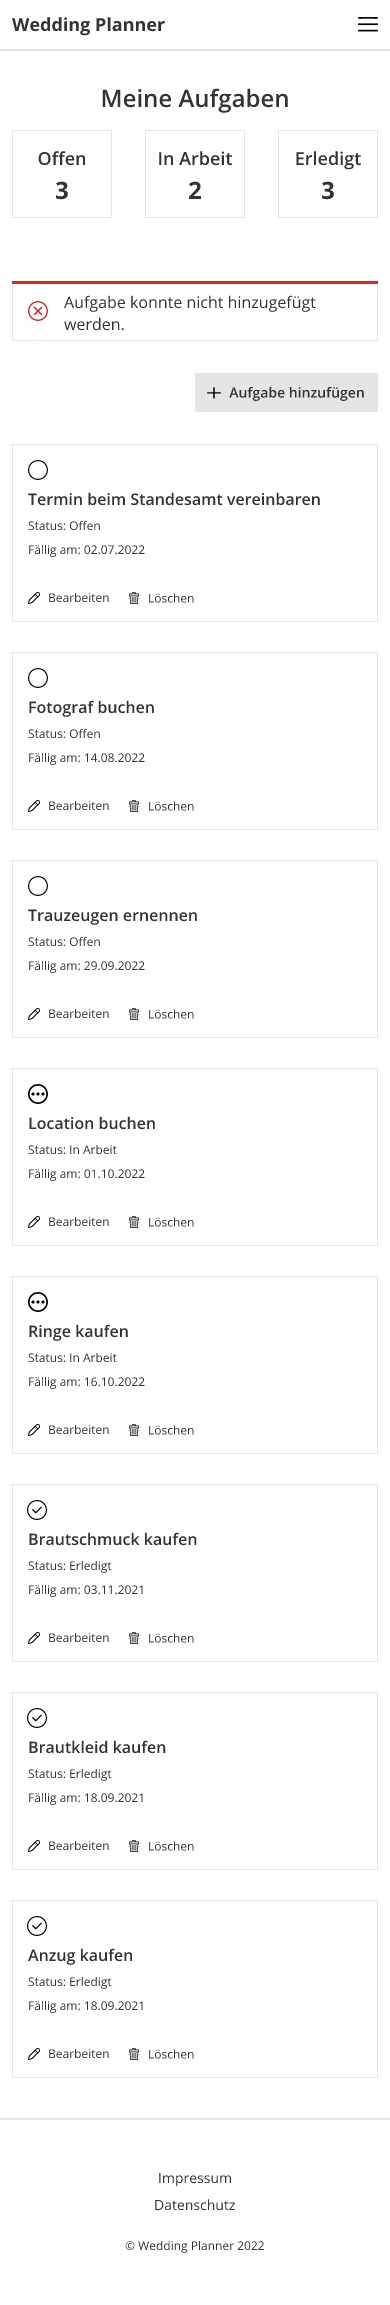 Wedding Planner
Meine Aufgaben
Offen
3
In Arbeit
2
Erledigt
3
Aufgabe konnte nicht hinzugefügt
werden.
Aufgabe hinzufügen
Termin beim Standesamt vereinbaren
Status: Offen
Fällig am: 02.07.2022
Bearbeiten Löschen
Fotograf buchen
Status: Offen
Fällig am: 14.08.2022
Bearbeiten Löschen
Trauzeugen ernennen
Status: Offen
Fällig am: 29.09.2022
Bearbeiten Löschen
Location buchen
Status: In Arbeit
Fällig am: 01.10.2022
Bearbeiten Löschen
Ringe kaufen
Status: In Arbeit
Fällig am: 16.10.2022
Bearbeiten Löschen
Brautschmuck kaufen
Status: Erledigt
Fällig am: 03.11.2021
Bearbeiten Löschen
Brautkleid kaufen
Status: Erledigt
Fällig am: 18.09.2021
Bearbeiten Löschen
Anzug kaufen
Status: Erledigt
Fällig am: 18.09.2021
Bearbeiten Löschen
Impressum
Datenschutz
© Wedding Planner 2022